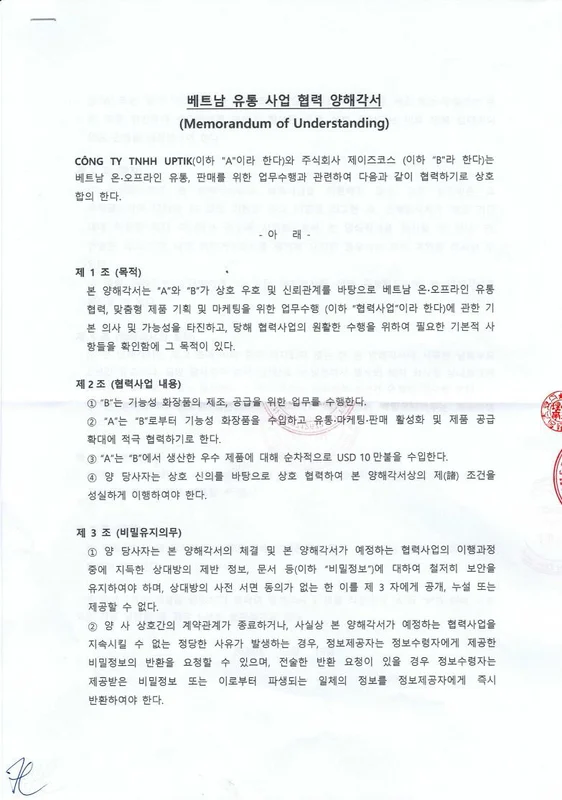 베트남 유통 사업 협력 양해각서
(Memorandum of Understanding)
CÔNG TY TNHH UPTIK(이하 "A"이라 한다)와 주식회사 제이즈코스 (이하 "B"라 한다)는
베트남 온·오프라인 유통, 판매를 위한 업무수행과 관련하여 다음과 같이 협력하기로 상호
합의 한다.
- 아 래 -
제 1 조 (목적)
본 양해각서는 "A"와 "B"가 상호 우호 및 신뢰관계를 바탕으로 베트남 온·오프라인 유통
협력, 맞춤형 제품 기획 및 마케팅을 위한 업무수행 (이하 "협력사업"이라 한다)에 관한 기
본 의사 및 가능성을 타진하고, 당해 협력사업의 원활한 수행을 위하여 필요한 기본적 사
항들을 확인함에 그 목적이 있다.
제 2 조 (협력사업 내용)
① "B"는 기능성 화장품의 제조, 공급을 위한 업무를 수행한다.
② "A"는 "B"로부터 기능성 화장품을 수입하고 유통·마케팅·판매 활성화 및 제품 공급
확대에 적극 협력하기로 한다.
③ "A"는 "B"에서 생산한 우수 제품에 대해 순차적으로 USD 10 만불을 수입한다.
④ 양 당사자는 상호 신의를 바탕으로 상호 협력하여 본 양해각서상의 제(諸) 조건을
성실하게 이행하여야 한다.
제 3 조 (비밀유지의무)
① 양 당사자는 본 양해각서의 체결 및 본 양해각서가 예정하는 협력사업의 이행과정
중에 지득한 상대방의 제반 정보, 문서 등(이하 "비밀정보")에 대하여 철저히 보안을
유지하여야 하며, 상대방의 사전 서면 동의가 없는 한 이를 제 3 자에게 공개, 누설 또는
제공할 수 없다.
② 양 사 상호간의 계약관계가 종료하거나, 사실상 본 양해각서가 예정하는 협력사업을
지속시킬 수 없는 정당한 사유가 발생하는 경우, 정보제공자는 정보수령자에게 제공한
비밀정보의 반환을 요청할 수 있으며, 전술한 반환 요청이 있을 경우 정보수령자는
제공받은 비밀정보 또는 이로부터 파생되는 일체의 정보를 정보제공자에게 즉시
반환하여야 한다.